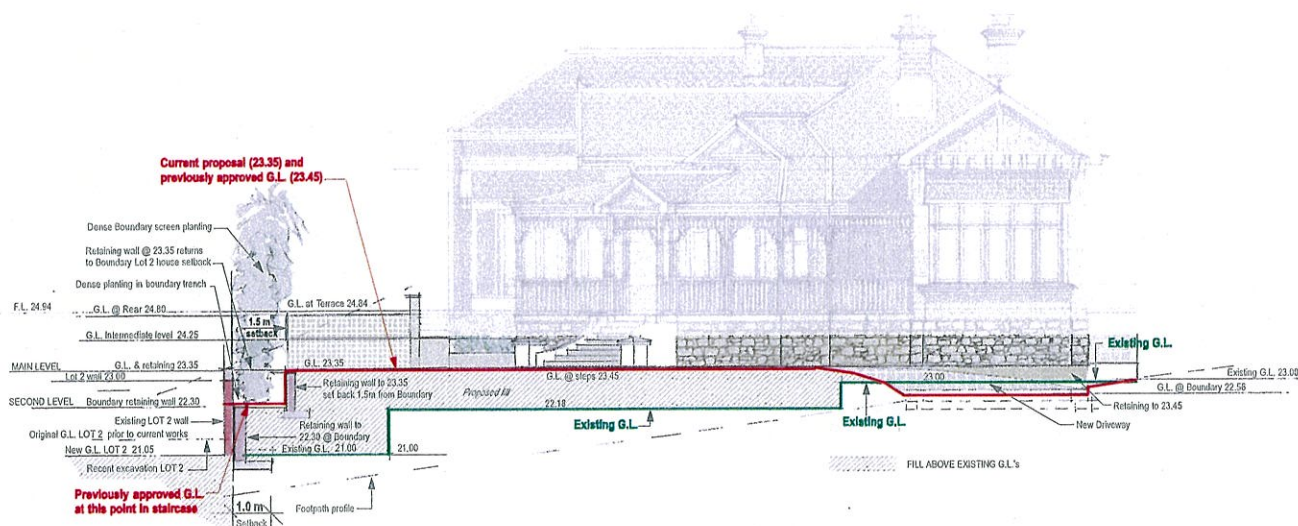 Current proposal (23.35) and
previously approved G.L. (23.45)
Dense Boundary screen planting
Retaining wall @ 23.35 returns
to Boundary Lot 2 house setback
Dense planting in boundary trench
F.L. 24.94
G.L. @ Rear 24.80
G.L. at Terrace 24.84
1.5 m
setback
G.L. Intermediate level 24.25
MAIN LEVEL
G.L. & retaining 23.35
G.L. 23.35
G.L. @ steps 23.45
23.00
Existing G.L.
Existing G.L. 23.08
Lot 2 wall 23.00
Retaining wall to 23.35
set back 1.5m from Boundary
Proposed fill
G.L. @ Boundary 22.58
SECOND LEVEL
Boundary retaining wall 22.30
22.18
Retaining to 23.45
Existing LOT 2 wall
Retaining wall to
22.30 @ Boundary
Existing G.L.
Existing G.L.
New Driveway
Original G.L. LOT 2 prior to current works
New G.L. LOT 2 21.05
Existing G.L. 21.00
21.00
Recent excavation LOT 2
FILL ABOVE EXISTING G.L.'s
Previously approved G.L.
at this point in staircase
1.0 m
Setback
Footpath profile